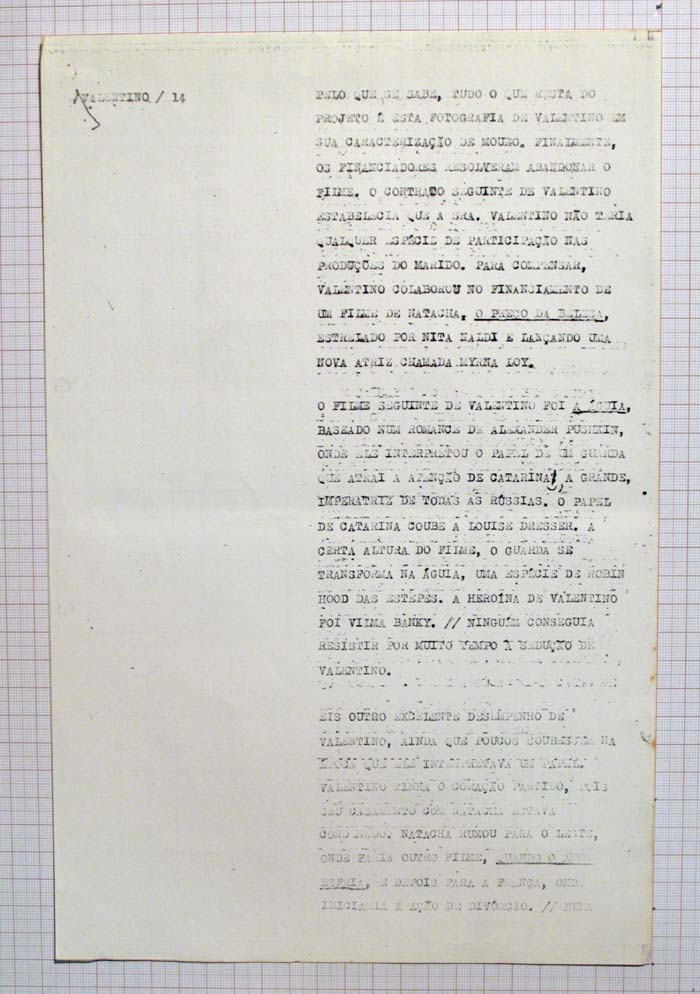 /VALENTINO / 14
PELO QUE SE SABE, TUDO O QUE RESTA DO
PROJETO É ESTA FOTOGRAFIA DE VALENTINO EM
SUA CARACTERIZAÇÃO DE MOURO. FINALMENTE,
OS FINANCIADORES RESOLVERAM ABANDONAR O
FILME. O CONTRATO SEGUINTE DE VALENTINO
ESTABELECIA QUE A SRA. VALENTINO NÃO TERIA
QUALQUER ESPÉCIE DE PARTICIPAÇÃO NAS
PRODUÇÕES DO MARIDO. PARA COMPENSAR,
VALENTINO COLABOROU NO FINANCIAMENTO DE
UM FILME DE NATACHA, O PREÇO DA BELEZA,
ESTRELADO POR NITA NALDI E LANÇANDO UMA
NOVA ATRIZ CHAMADA MYRNA LOY.
O FILME SEGUINTE DE VALENTINO FOI A ÁGUIA,
BASEADO NUM ROMANCE DE ALEXANDER PUSHKIN,
ONDE ELE INTERPRETOU O PAPEL DE UM GUARDA
QUE ATRAI A ATENÇÃO DE CATARINA, A GRANDE,
IMPERATRIZ DE TODAS AS RÚSSIAS. O PAPEL
DE CATARINA COUBE A LOUISE DRESSER. A
CERTA ALTURA DO FILME, O GUARDA SE
TRANSFORMA NA ÁGUIA, UMA ESPÉCIE DE ROBIN
HOOD DAS ESTEPES. A HEROÍNA DE VALENTINO
FOI VILMA BANKY. // NINGUÉM CONSEGUIA
RESISTIR POR MUITO TEMPO À SEDUÇÃO DE
VALENTINO.
EIS OUTRO EXCELENTE DESEMPENHO DE
VALENTINO, AINDA QUE POUCOS SOUBESSEM NA
ÉPOCA QUE ELE INTERPRETAVA UM PAPEL.
VALENTINO TINHA O CORAÇÃO PARTIDO, POIS
SEU CASAMENTO COM NATACHA ESTAVA
CONDENADO. NATACHA RUMOU PARA O LESTE,
ONDE FARIA OUTRO FILME, QUANDO O AMOR
ESFRIA, E DEPOIS PARA A FRANÇA, ONDE
INICIARIA A AÇÃO DE DIVÓRCIO. // NUMA